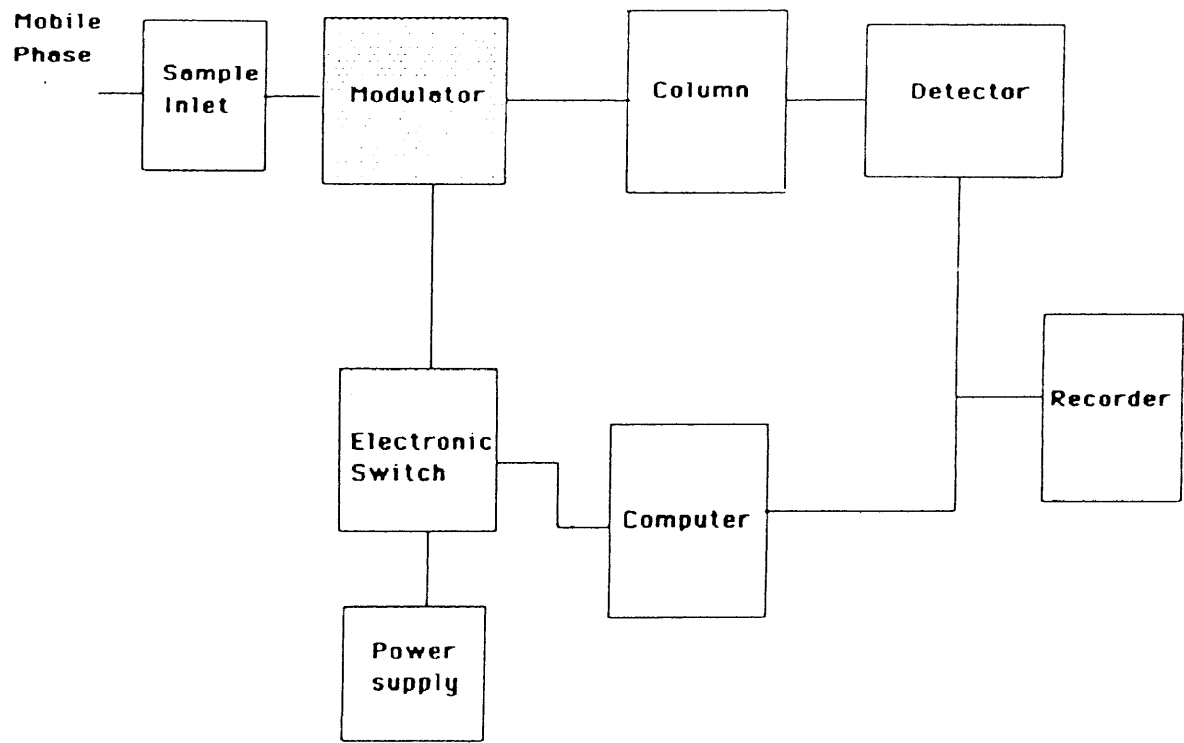 Mobile
Phase
Sample
Inlet
Modulator
Column
Detector
Electronic
Switch
Computer
Recorder
Power
supply